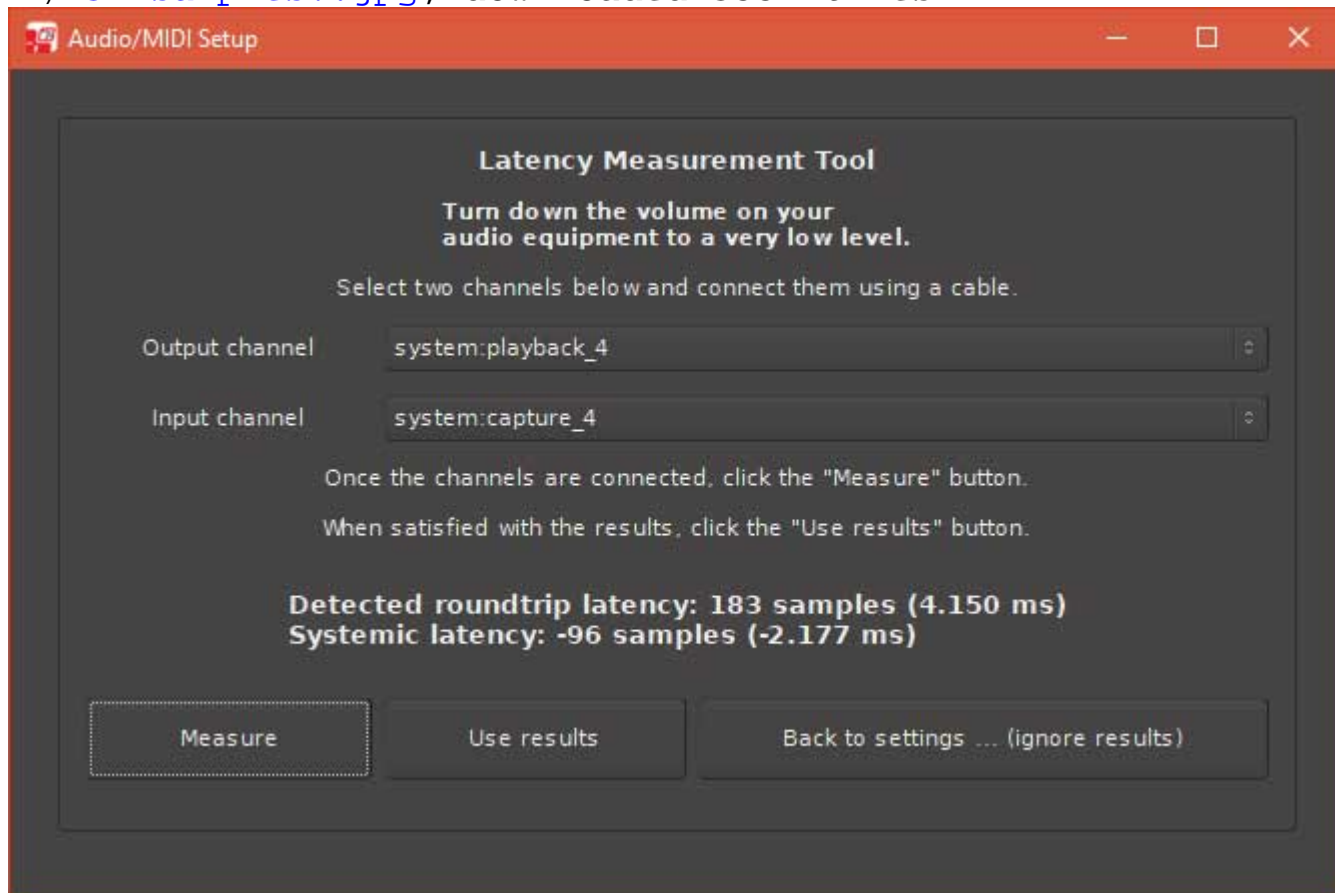 Audio/MIDI Setup
Latency Measurement Tool
Turn down the volume on your
audio equipment to a very low level.
Select two channels below and connect them using a cable.
Output channel system:playback_4
Input channel system:capture_4
Once the channels are connected, click the "Measure" button.
When satisfied with the results, click the "Use results" button.
Detected roundtrip latency: 183 samples (4.150 ms)
Systemic latency: -96 samples (-2.177 ms)
Measure Use results Back to settings ... (ignore results)